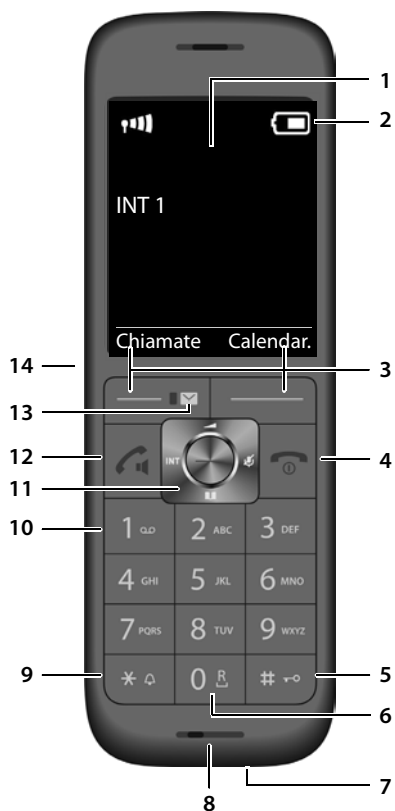 1
2
INT 1
Chiamate Calendar.
14
3
13
12
INT
4
11
10
1 2 ABC 3 DEF
4 GHI 5 JKL 6 MNO
7 PQRS 8 TUV 9 WXYZ
9
* 0 R #
5
6
7
8